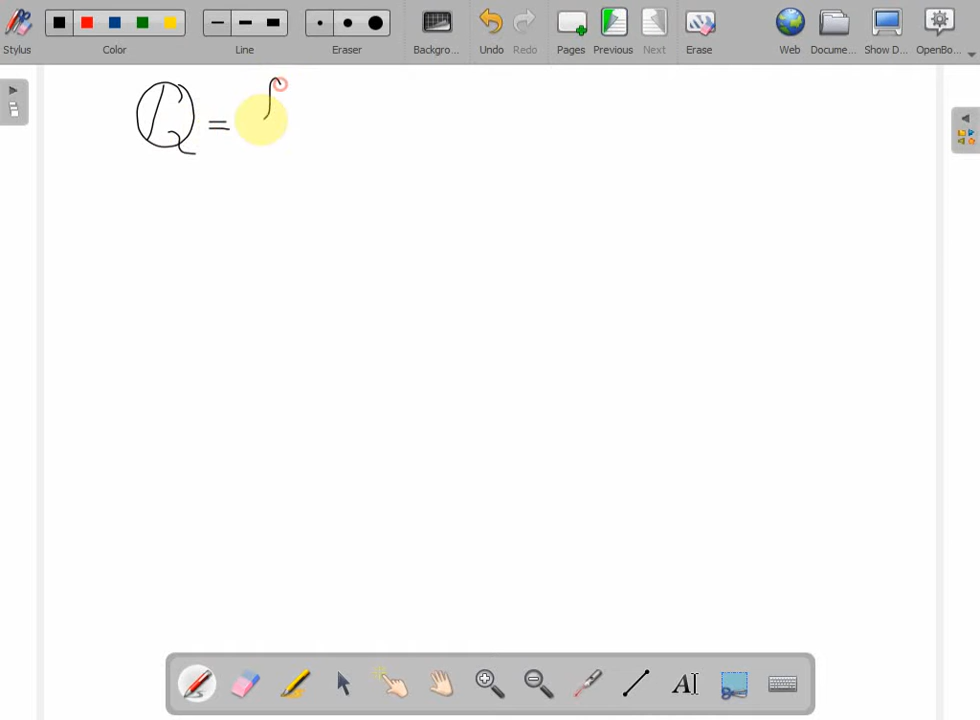 Stylus
Color
Line
Eraser
Backgro...
Undo
Redo
Pages
Previous
Next
Erase
Web
Docume...
Show D...
OpenBo...
Q =
A